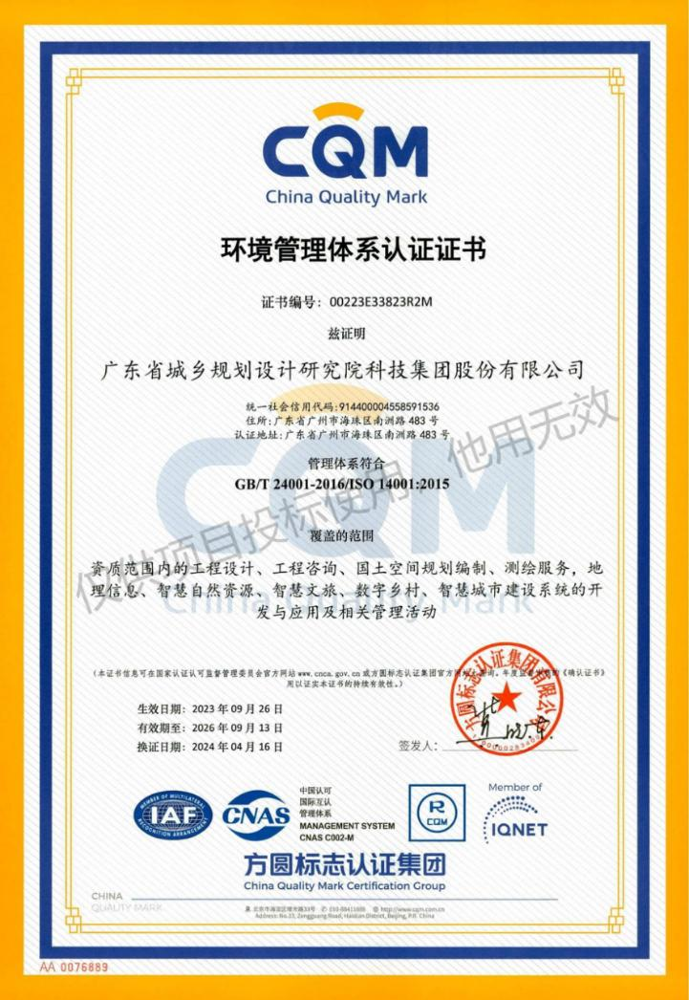 CQM
China Quality Mark
环境管理体系认证证书
证书编号：00223E33823R2M
兹证明
广东省城乡规划设计研究院科技集团股份有限公司
统一社会信用代码:914400004558591536
住所:广东省广州市海珠区南洲路 483 号
认证地址:广东省广州市海珠区南洲路 483 号
管理体系符合
GB/T 24001-2016/ISO 14001:2015
覆盖的范围
资质范围内的工程设计、工程咨询、国土空间规划编制、测绘服务，地
理信息、智慧自然资源、智慧文旅、数字乡村、智慧城市建设系统的开
发与应用及相关管理活动
仅供项目投标使用，他用无效
CQM
China Quality Mark
(本证书信息可在国家认证认可监督管理委员会官方网站 www.cnca.gov.cn 或方圆标志认证集团官方网站上查询。年度监督审核的《确认证书》
用以证实本证书的持续有效性。)
生效日期：2023 年 09 月 26 日
有效期至：2026 年 09 月 13 日
换证日期：2024 年 04 月 16 日
签发人：
方圆标志认证集团有限公司
MEMBER OF MULTILATERAL
IAF
RECOGNITION ARRANGEMENT
CNAS
中国认可
国际互认
管理体系
MANAGEMENT SYSTEM
CNAS C002-M
R
CQM
Member of
IQNET
方圆标志认证集团
China Quality Mark Certification Group
CHINA
QUALITY MARK
北京市海淀区增光路33号 010-88411888 http://www.cqm.com.cn
Address: No.33, Zengguang Road, Haidian District, Beijing, P.R. China
AA 0076889